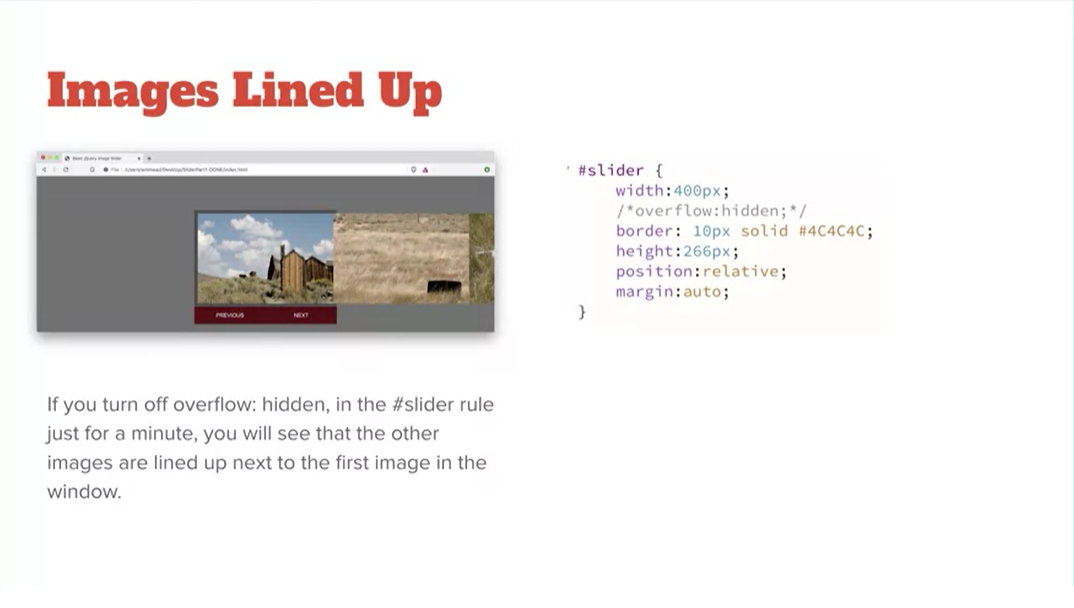 Images Lined Up
Basic jQuery Image Slider
File | /Users/wmmead/Desktop/SliderPart1-DONE/index.html
PREVIOUS NEXT
If you turn off overflow: hidden, in the #slider rule
just for a minute, you will see that the other
images are lined up next to the first image in the
window.
#slider {
width:400px;
/*overflow:hidden;*/
border: 10px solid #4C4C4C;
height:266px;
position:relative;
margin:auto;
}